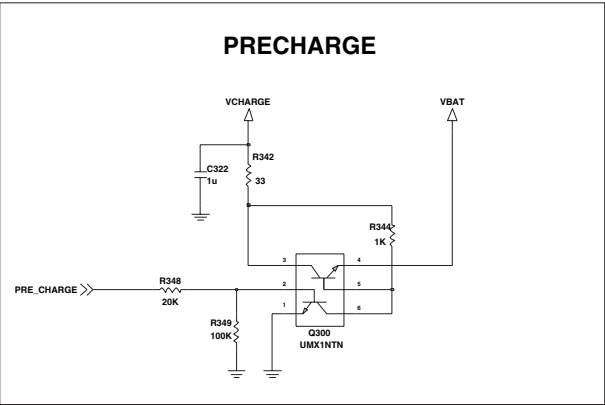 PRECHARGE
VCHARGE
VBAT
C322
1u
R342
33
R344
1K
3
4
PRE_CHARGE
R348
20K
2
5
1
6
R349
100K
Q300
UMX1NTN